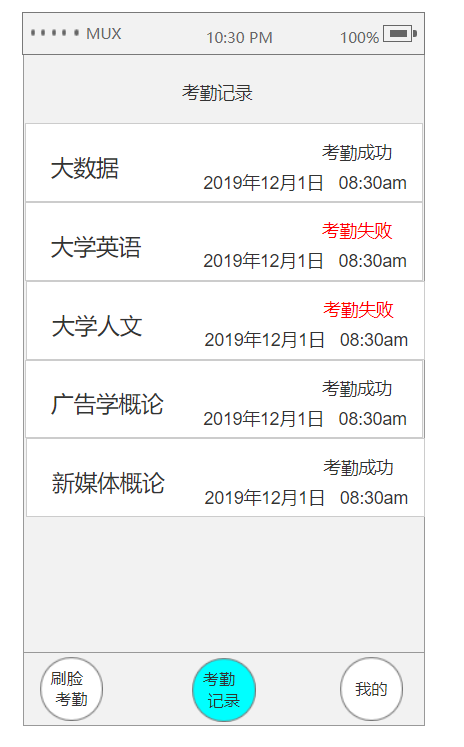 MUX 10:30 PM 100%
考勤记录
考勤成功
大数据
2019年12月1日 08:30am
考勤失败
大学英语
2019年12月1日 08:30am
考勤失败
大学人文
2019年12月1日 08:30am
考勤成功
广告学概论
2019年12月1日 08:30am
考勤成功
新媒体概论
2019年12月1日 08:30am
刷脸
考勤
考勤
记录
我的